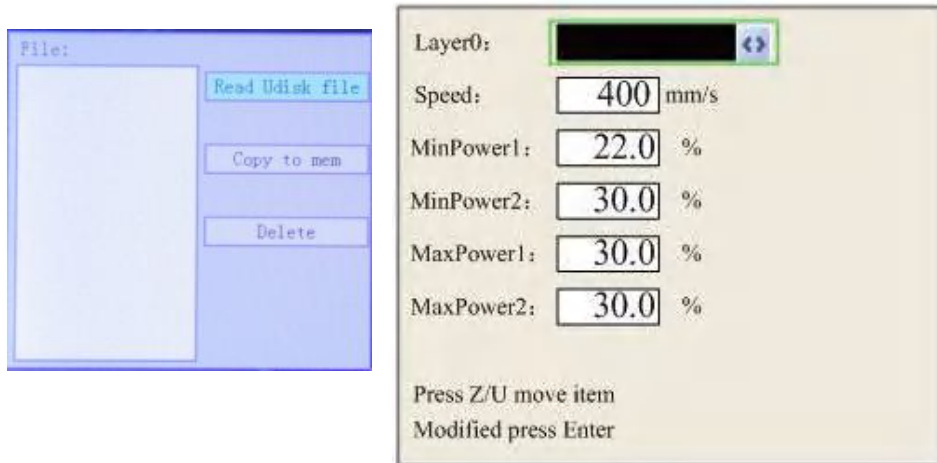 File:
Read Udisk file
Copy to mem
Delete
Layer0:
Speed: 400 mm/s
MinPower1: 22.0 %
MinPower2: 30.0 %
MaxPower1: 30.0 %
MaxPower2: 30.0 %
Press Z/U move item
Modified press Enter